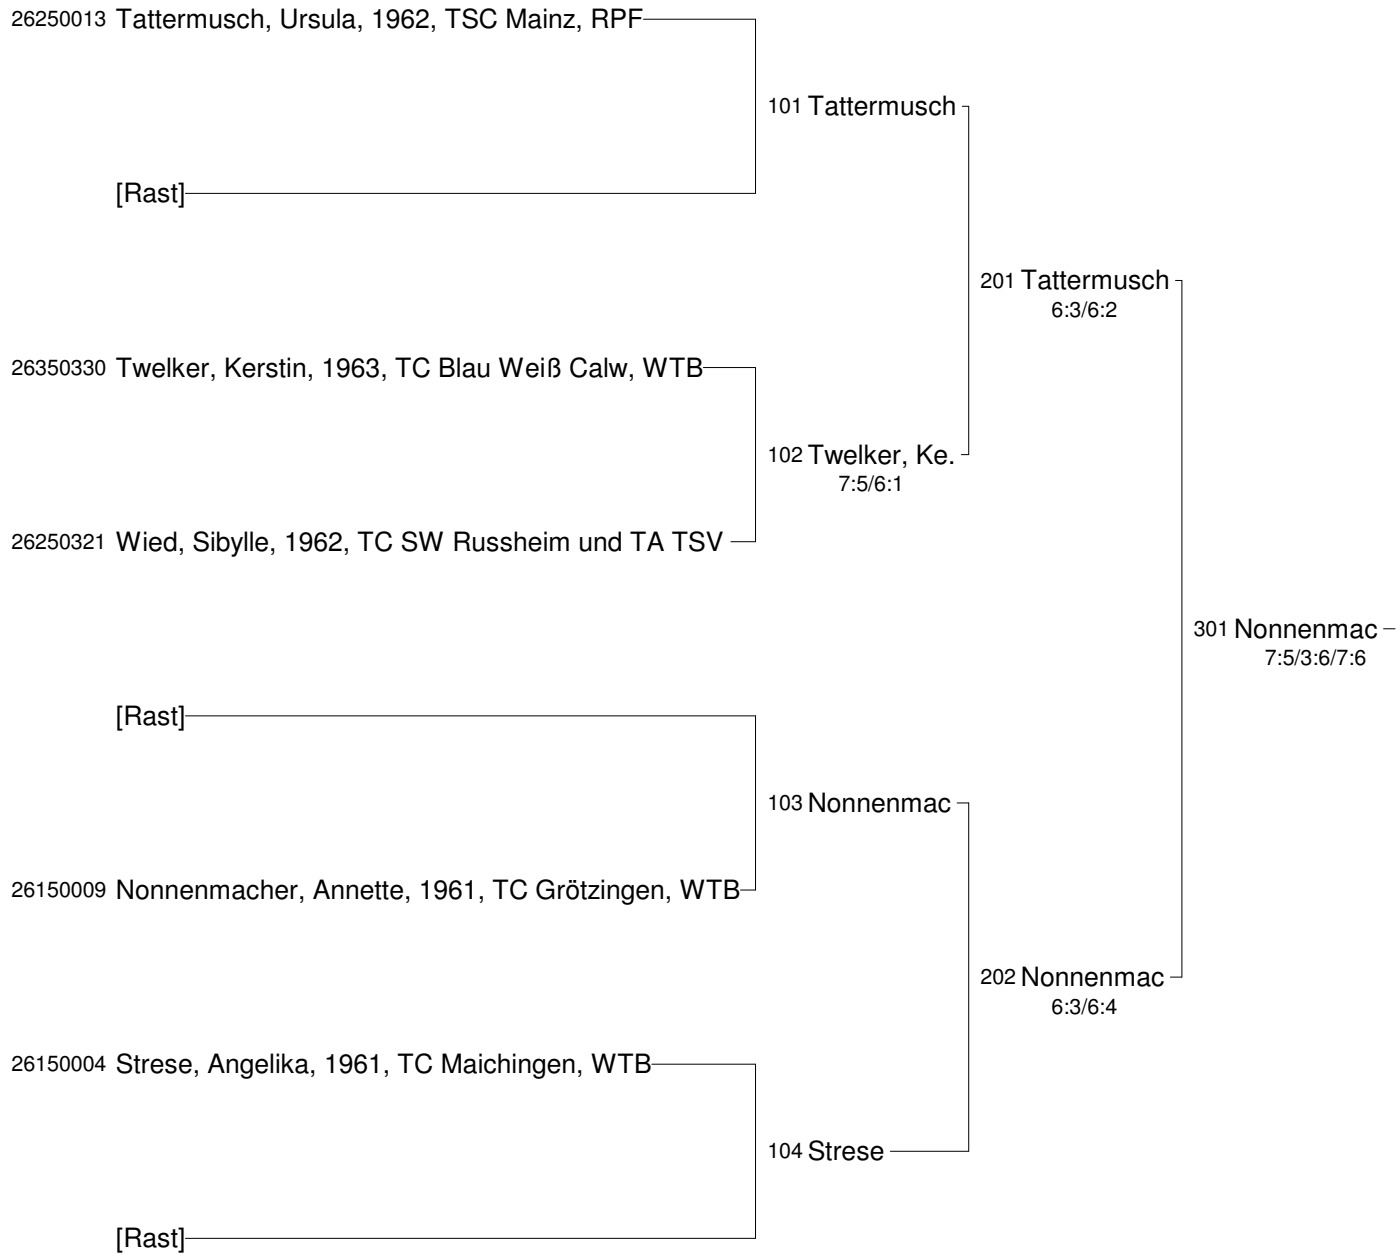 26250013 Tattermusch, Ursula, 1962, TSC Mainz, RPF
101 Tattermusch
[Rast]
201 Tattermusch
6:3/6:2
26350330 Twelker, Kerstin, 1963, TC Blau Weiß Calw, WTB
102 Twelker, Ke.
7:5/6:1
26250321 Wied, Sibylle, 1962, TC SW Russheim und TA TSV
301 Nonnenmac
7:5/3:6/7:6
[Rast]
103 Nonnenmac
26150009 Nonnenmacher, Annette, 1961, TC Grötzingen, WTB
202 Nonnenmac
6:3/6:4
26150004 Strese, Angelika, 1961, TC Maichingen, WTB
104 Strese
[Rast]